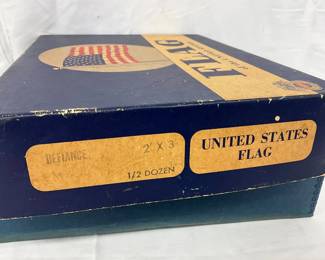 FLAG
DEFIANCE 2 X 3
1/2 DOZEN
UNITED STATES
FLAG